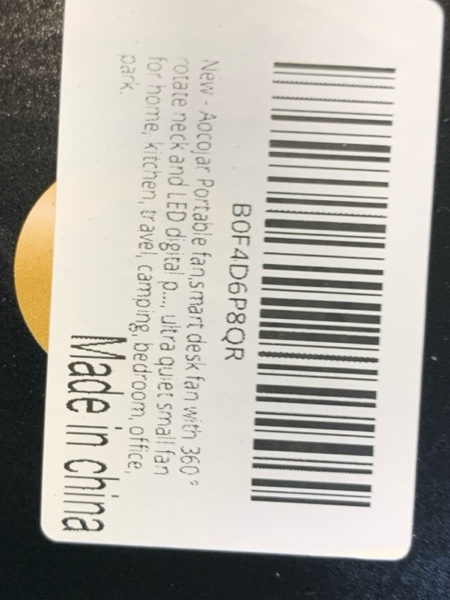 B0F4D6P8QR
New - Aocojar Portable fan,smart desk fan with 360°
rotate neck and LED digital p..., ultra quiet small fan
for home, kitchen, travel, camping, bedroom, office,
park.
Made in china